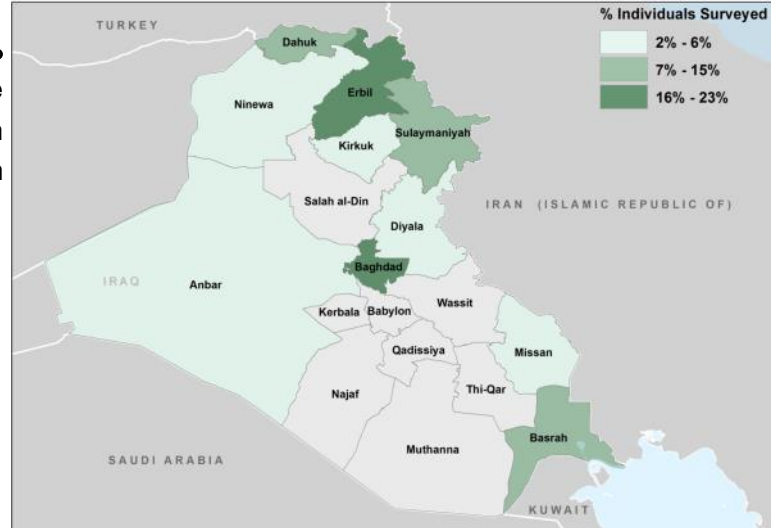 TURKEY
% Individuals Surveyed
2% - 6%
7% - 15%
16% - 23%
Dahuk
Ninewa
Erbil
Kirkuk
Sulaymaniyah
Salah al-Din
IRAN (ISLAMIC REPUBLIC OF)
Diyala
Baghdad
IRAQ
Anbar
Kerbala
Babylon
Wassit
Qadissiya
Missan
Najaf
Thi-Qar
Basrah
Muthanna
SAUDI ARABIA
KUWAIT